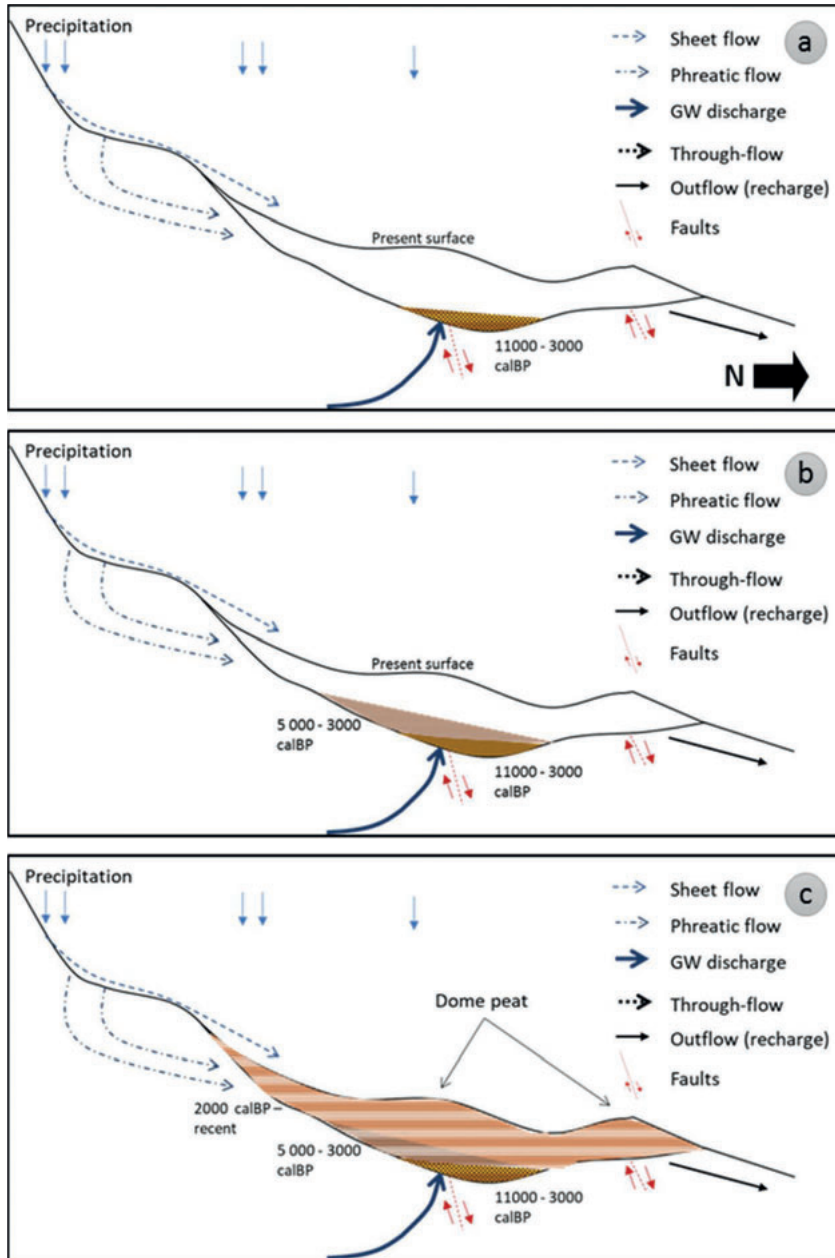 Precipitation
a
Sheet flow
Phreatic flow
GW discharge
Through-flow
Outflow (recharge)
Faults
Present surface
11000 - 3000
calBP
N
Precipitation
b
Sheet flow
Phreatic flow
GW discharge
Through-flow
Outflow (recharge)
Faults
Present surface
5 000 - 3000
calBP
11000 - 3000
calBP
Precipitation
c
Sheet flow
Phreatic flow
GW discharge
Through-flow
Outflow (recharge)
Faults
Dome peat
2000 calBP–
recent
5 000 - 3000
calBP
11000 - 3000
calBP